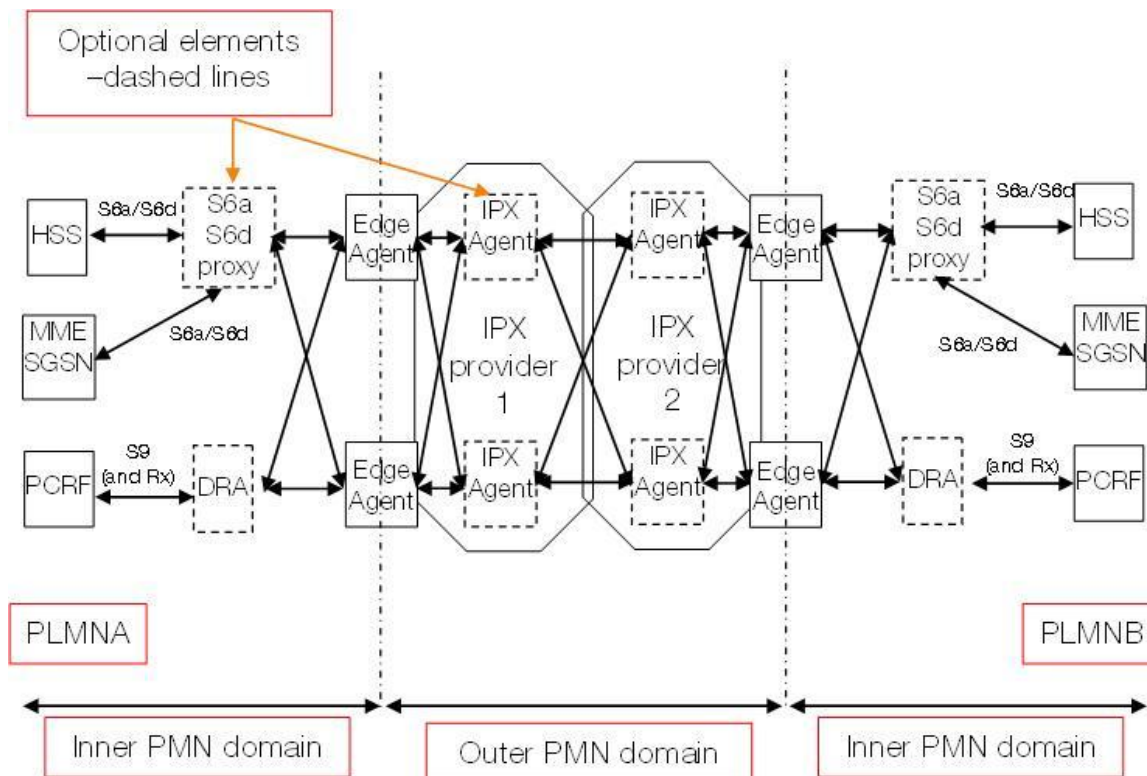 Optional elements
–dashed lines
HSS
S6a/S6d
S6a
S6d
proxy
Edge
Agent
IPX
Agent
IPX
Agent
Edge
Agent
S6a
S6d
proxy
S6a/S6d
HSS
MME
SGSN
S6a/S6d
IPX
provider
1
IPX
provider
2
S6a/S6d
MME
SGSN
PCRF
S9
(and Rx)
DRA
Edge
Agent
IPX
Agent
IPX
Agent
Edge
Agent
DRA
S9
(and Rx)
PCRF
PLMNA
PLMNB
Inner PMN domain
Outer PMN domain
Inner PMN domain